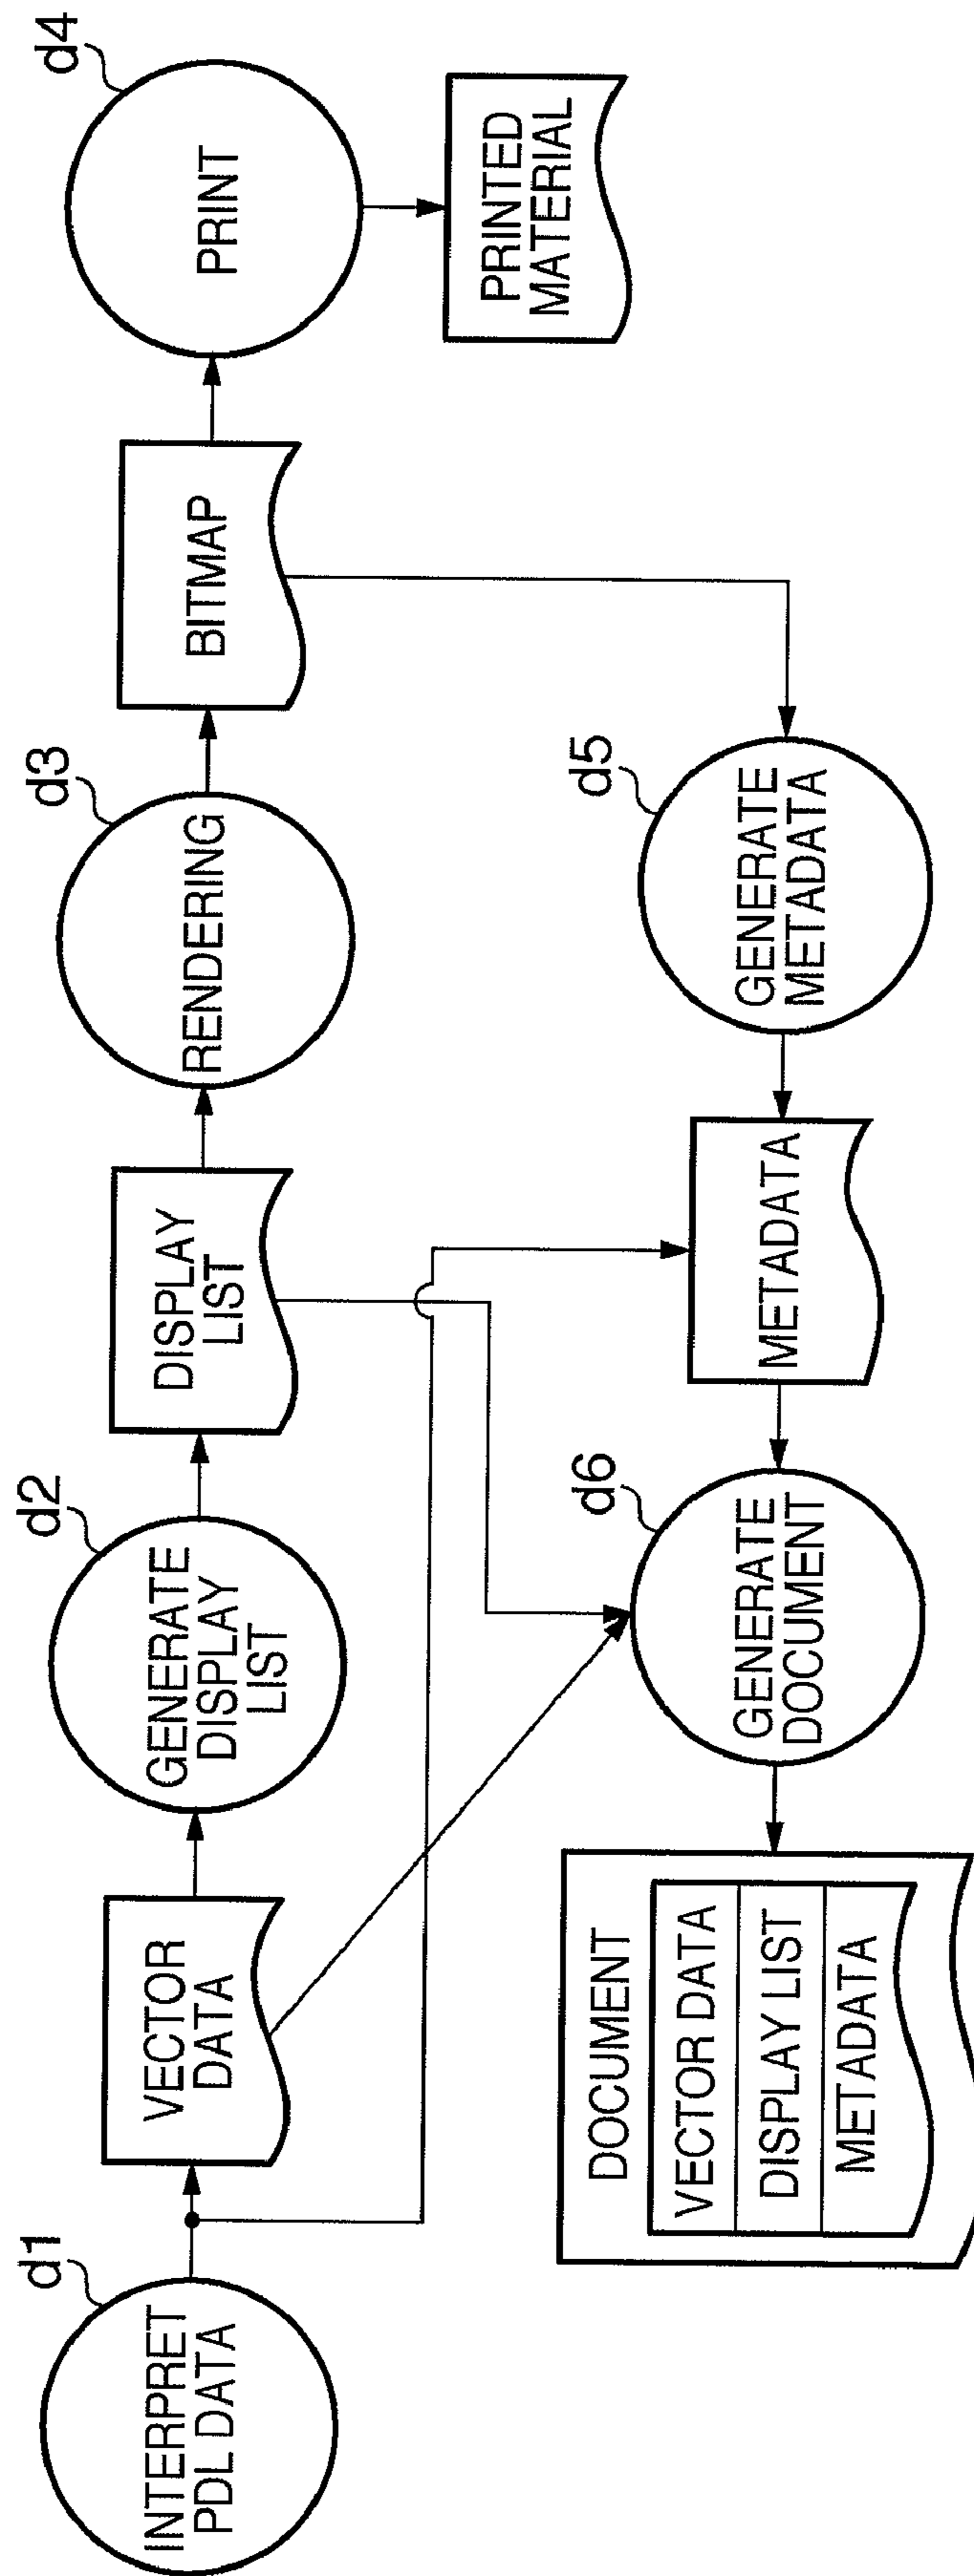 d1
INTERPRET
PDL DATA
VECTOR
DATA
d2
GENERATE
DISPLAY
LIST
DISPLAY
LIST
d3
RENDERING
BITMAP
d4
PRINT
PRINTED
MATERIAL
DOCUMENT
VECTOR DATA
DISPLAY LIST
METADATA
d6
GENERATE
DOCUMENT
METADATA
d5
GENERATE
METADATA